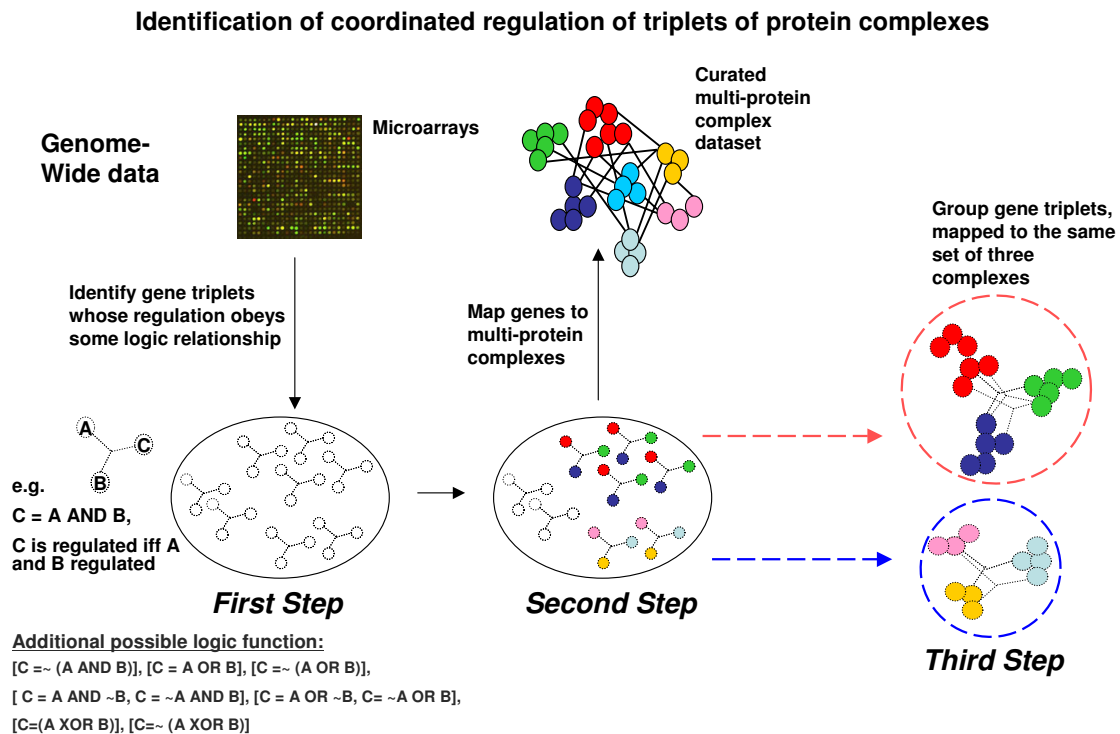 Identification of coordinated regulation of triplets of protein complexes
Genome-
Wide data
Microarrays
Curated
multi-protein
complex
dataset
Identify gene triplets
whose regulation obeys
some logic relationship
Map genes to
multi-protein
complexes
Group gene triplets,
mapped to the same
set of three
complexes
A
C
B
e.g.
C = A AND B,
C is regulated iff A
and B regulated
First Step
Second Step
Third Step
Additional possible logic function:
[C =~ (A AND B)], [C = A OR B], [C =~ (A OR B)],
[ C = A AND ~B, C = ~A AND B], [C = A OR ~B, C= ~A OR B],
[C=(A XOR B)], [C=~ (A XOR B)]